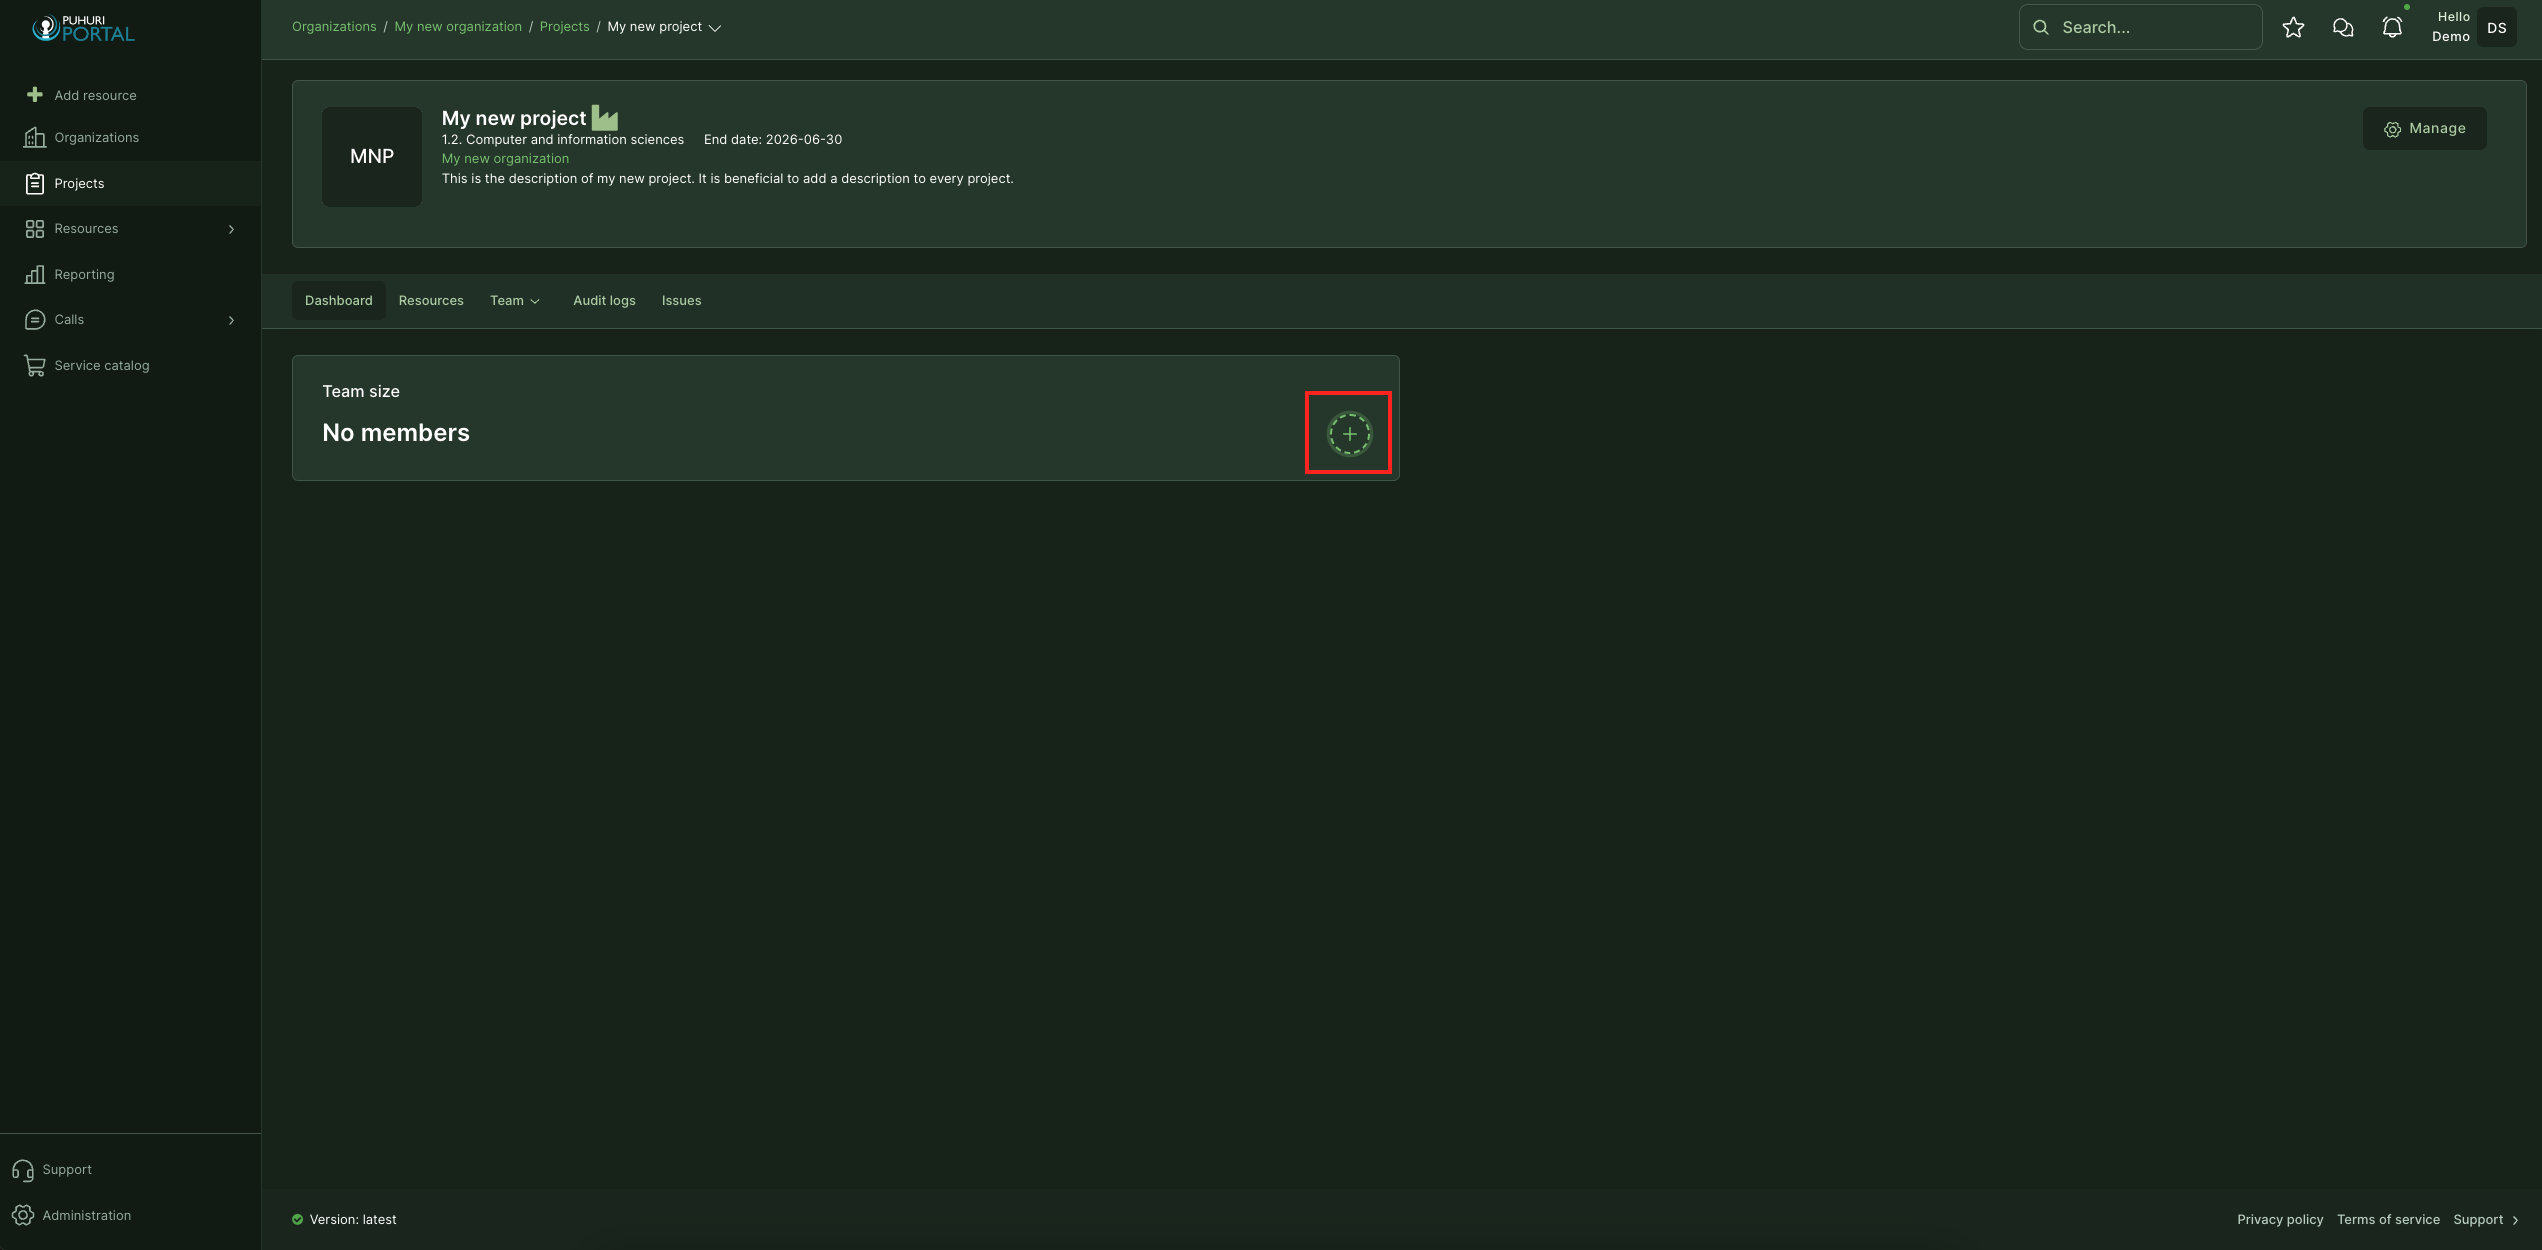 PUHURI
PORTAL
Add resource
Organizations
Projects
Resources
Reporting
Calls
Service catalog
Support
Administration
Organizations / My new organization / Projects / My new project
Search...
Hello
Demo
DS
MNP
My new project
1.2. Computer and information sciences End date: 2026-06-30
My new organization
This is the description of my new project. It is beneficial to add a description to every project.
Manage
Dashboard Resources Team Audit logs Issues
Team size
No members
Version: latest
Privacy policy Terms of service Support